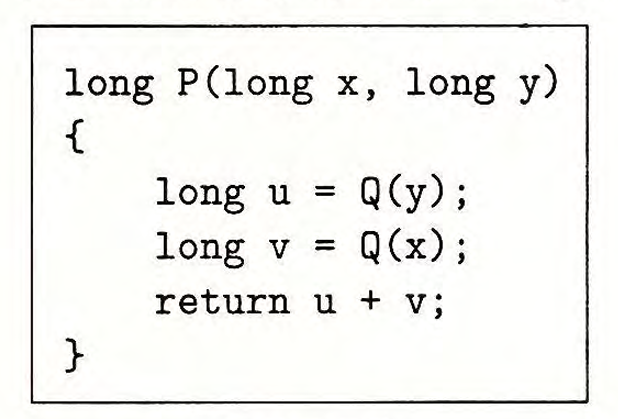 long P(long x, long y)
{
    long u = Q(y);
    long v = Q(x);
    return u + v;
}